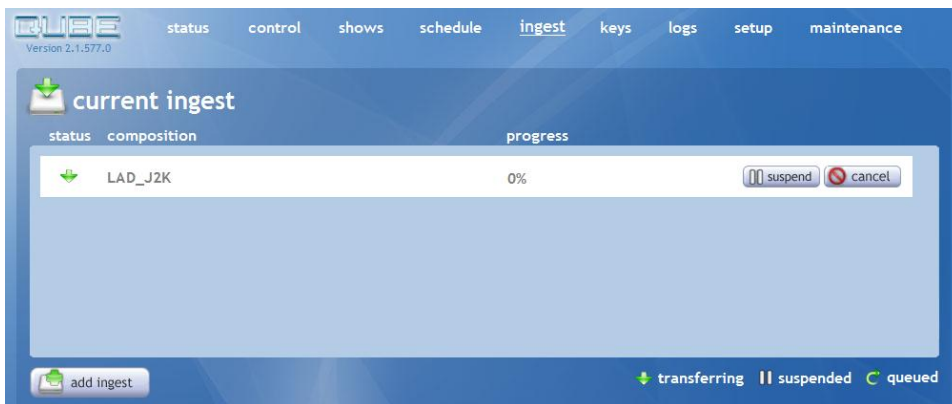 QUBE status control shows schedule ingest keys logs setup maintenance
Version 2.1.577.0
current ingest
status composition progress
LAD_J2K 0% suspend cancel
add ingest transferring suspended queued